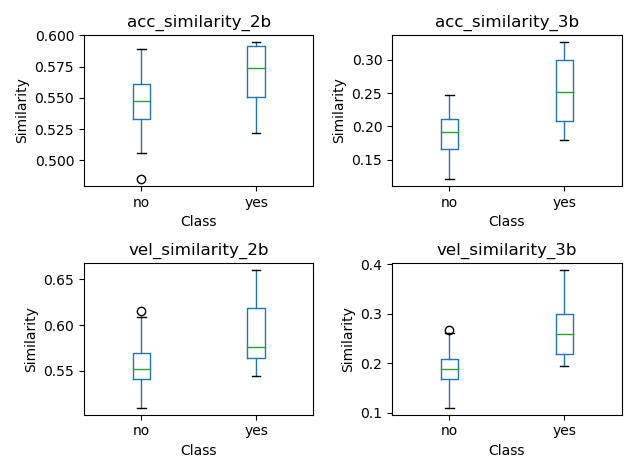 acc_similarity_2b
0.600
0.575
0.550
0.525
0.500
Similarity
no
yes
Class
acc_similarity_3b
0.30
0.25
0.20
0.15
Similarity
no
yes
Class
vel_similarity_2b
0.65
0.60
0.55
Similarity
no
yes
Class
vel_similarity_3b
0.4
0.3
0.2
0.1
Similarity
no
yes
Class